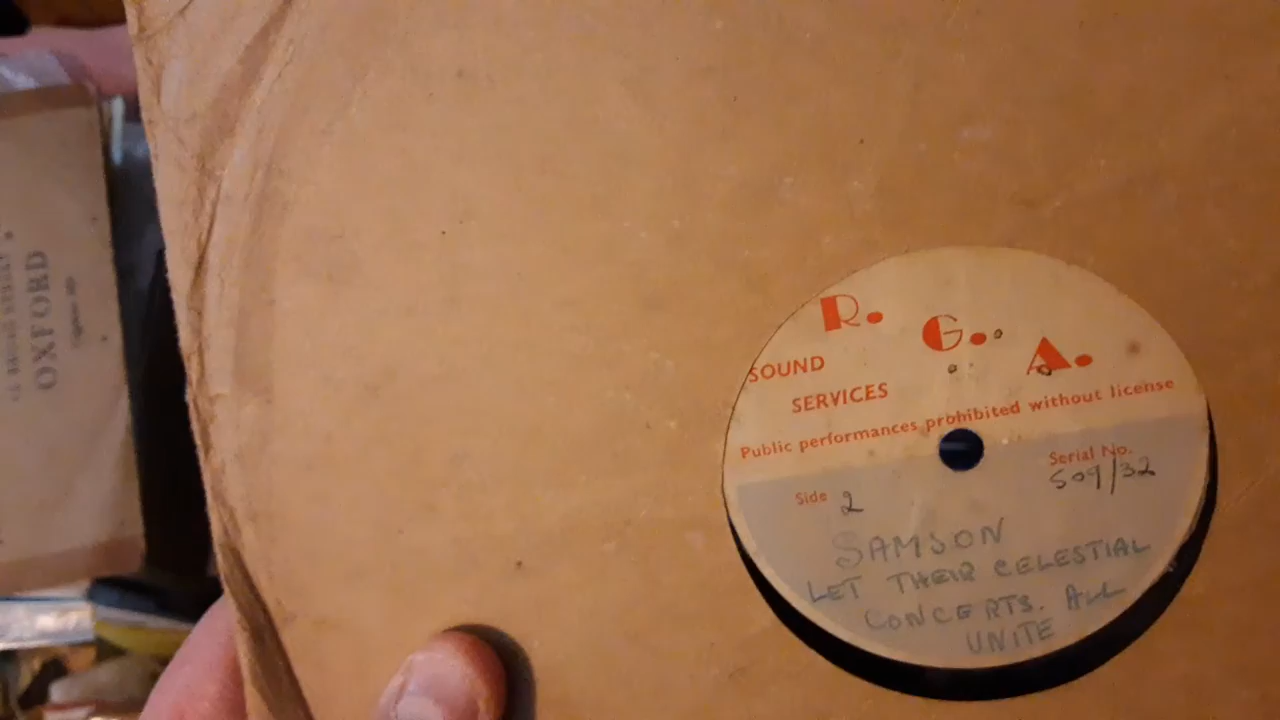 R. G. A.
SOUND
SERVICES
Public performances prohibited without license
Serial No.
509/32
Side 2
SAMSON
LET THEIR CELESTIAL
CONCERTS. ALL
UNITE
OXFORD